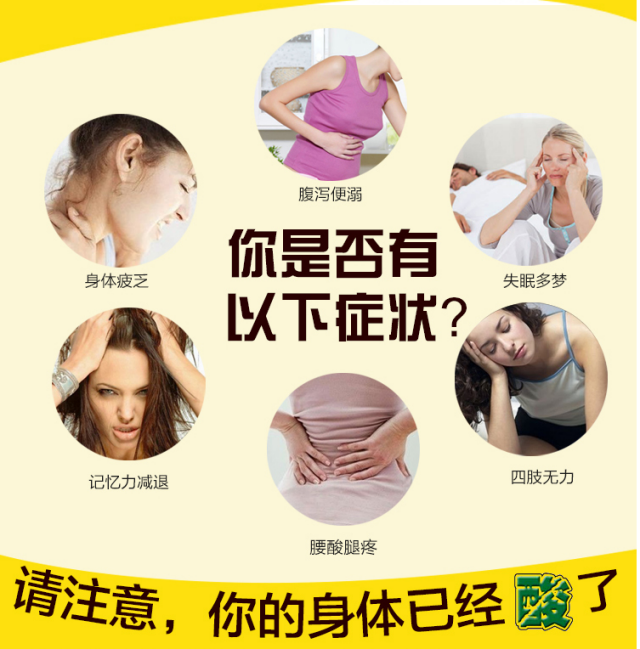 腹泻便溺
身体疲乏
失眠多梦
你是否有
以下症状?
记忆力减退
四肢无力
腰酸腿疼
请注意，你的身体已经酸了